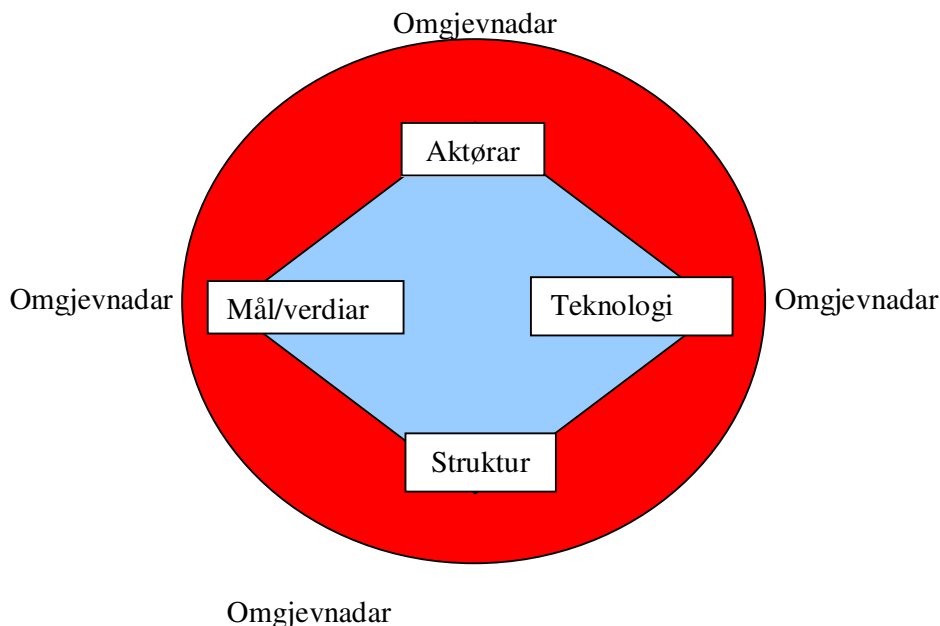 Omgjevnadar
Aktørar
Omgjevnadar
Mål/verdiar
Teknologi
Omgjevnadar
Struktur
Omgjevnadar